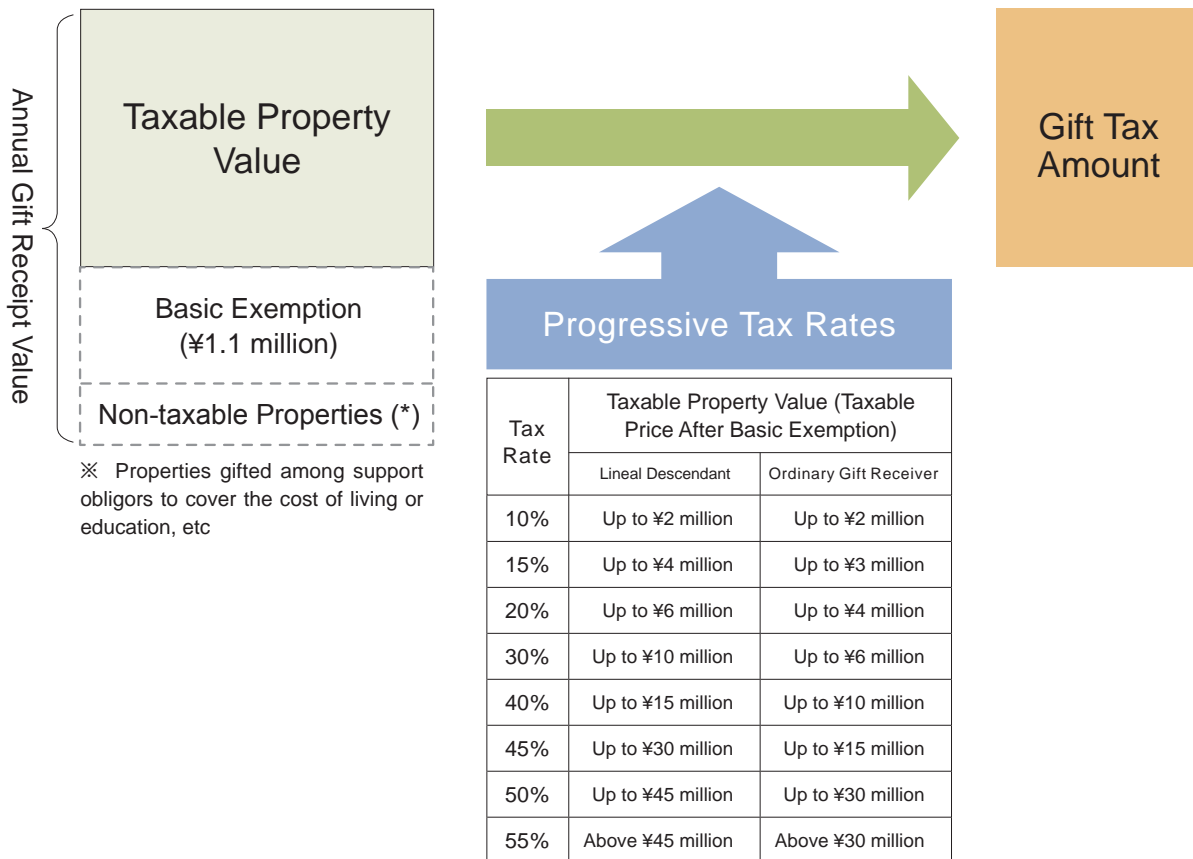 Annual Gift Receipt Value
Taxable Property
Value
Basic Exemption
(¥1.1 million)
Non-taxable Properties (*)
※ Properties gifted among support
obligors to cover the cost of living or
education, etc
Gift Tax
Amount
Progressive Tax Rates
Tax
Rate
Taxable Property Value (Taxable
Price After Basic Exemption)
Lineal Descendant Ordinary Gift Receiver
10% Up to ¥2 million Up to ¥2 million
15% Up to ¥4 million Up to ¥3 million
20% Up to ¥6 million Up to ¥4 million
30% Up to ¥10 million Up to ¥6 million
40% Up to ¥15 million Up to ¥10 million
45% Up to ¥30 million Up to ¥15 million
50% Up to ¥45 million Up to ¥30 million
55% Above ¥45 million Above ¥30 million